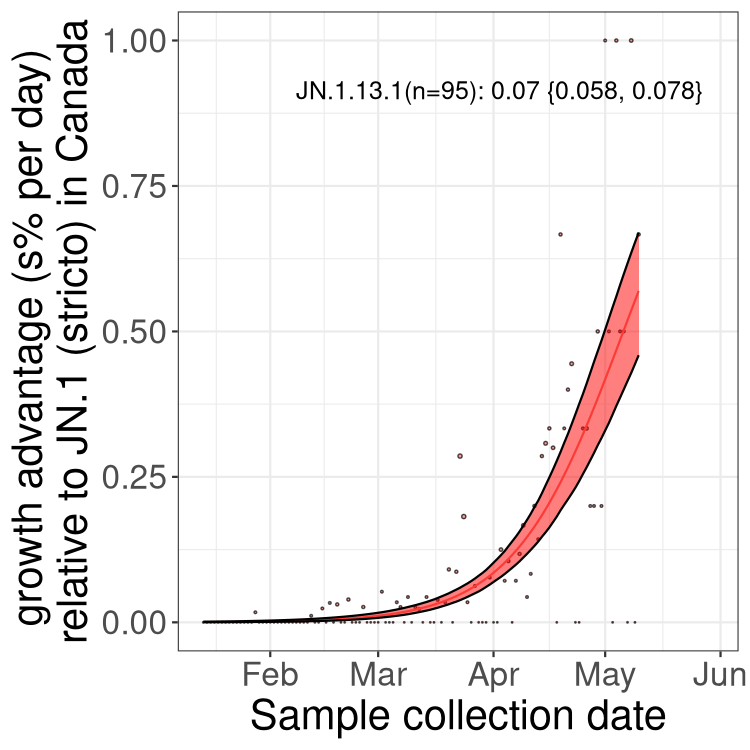 growth advantage (s% per day)
relative to JN.1 (stricto) in Canada
1.00
JN.1.13.1(n=95): 0.07 {0.058, 0.078}
0.75
0.50
0.25
0.00
Feb Mar Apr May Jun
Sample collection date